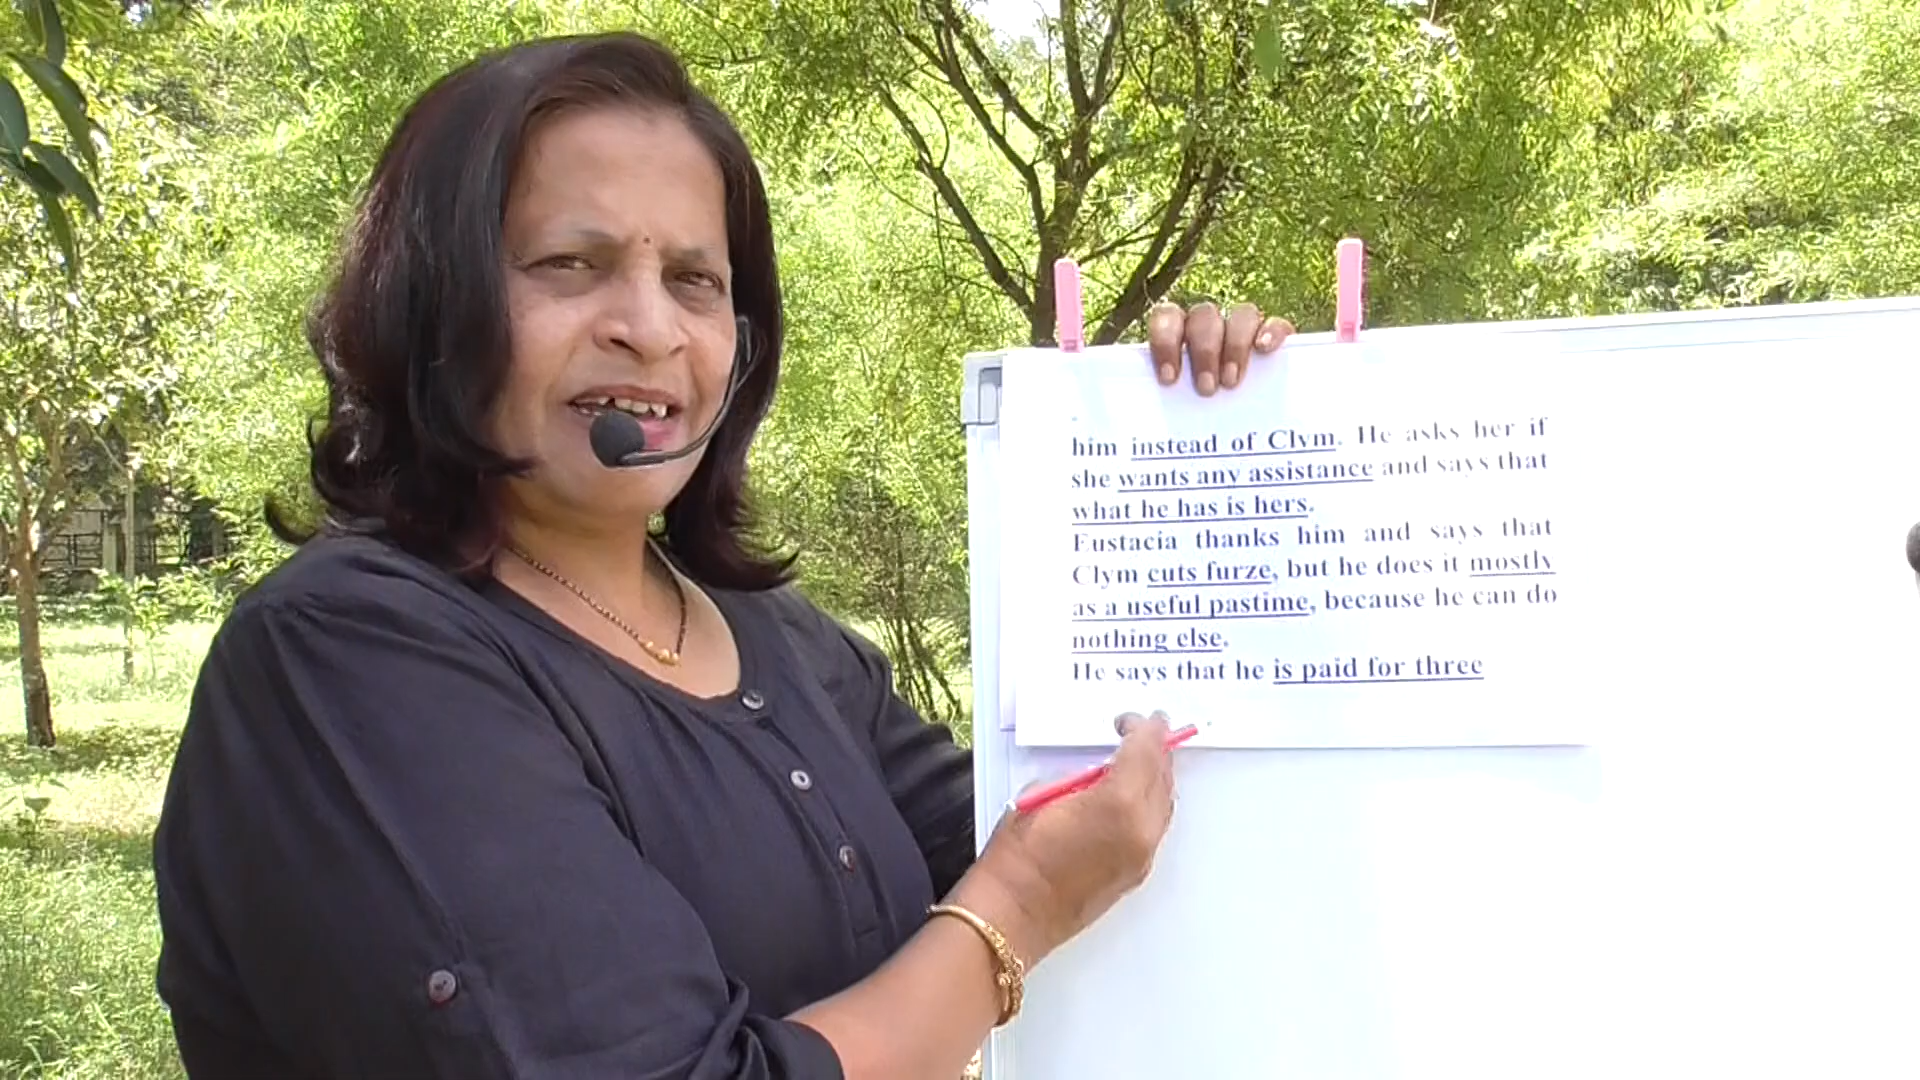 him instead of Clym. He asks her if
she wants any assistance and says that
what he has is hers.
Eustacia thanks him and says that
Clym cuts furze, but he does it mostly
as a useful pastime, because he can do
nothing else.
He says that he is paid for three